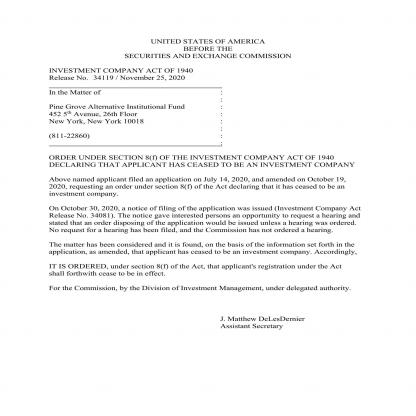 UNITED STATES OF AMERICA
BEFORE THE
SECURITIES AND EXCHANGE COMMISSION
INVESTMENT COMPANY ACT OF 1940
Release No. 34119 / November 25, 2020
In the Matter of :
:
Pine Grove Alternative Institutional Fund :
452 5th Avenue, 26th Floor :
New York, New York 10018 :
:
(811-22860) :
:
ORDER UNDER SECTION 8(f) OF THE INVESTMENT COMPANY ACT OF 1940
DECLARING THAT APPLICANT HAS CEASED TO BE AN INVESTMENT COMPANY
Above named applicant filed an application on July 14, 2020, and amended on October 19,
2020, requesting an order under section 8(f) of the Act declaring that it has ceased to be an
investment company.
On October 30, 2020, a notice of filing of the application was issued (Investment Company Act
Release No. 34081). The notice gave interested persons an opportunity to request a hearing and
stated that an order disposing of the application would be issued unless a hearing was ordered.
No request for a hearing has been filed, and the Commission has not ordered a hearing.
The matter has been considered and it is found, on the basis of the information set forth in the
application, as amended, that applicant has ceased to be an investment company. Accordingly,
IT IS ORDERED, under section 8(f) of the Act, that applicant's registration under the Act
shall forthwith cease to be in effect.
For the Commission, by the Division of Investment Management, under delegated authority.
J. Matthew DeLesDernier
Assistant Secretary